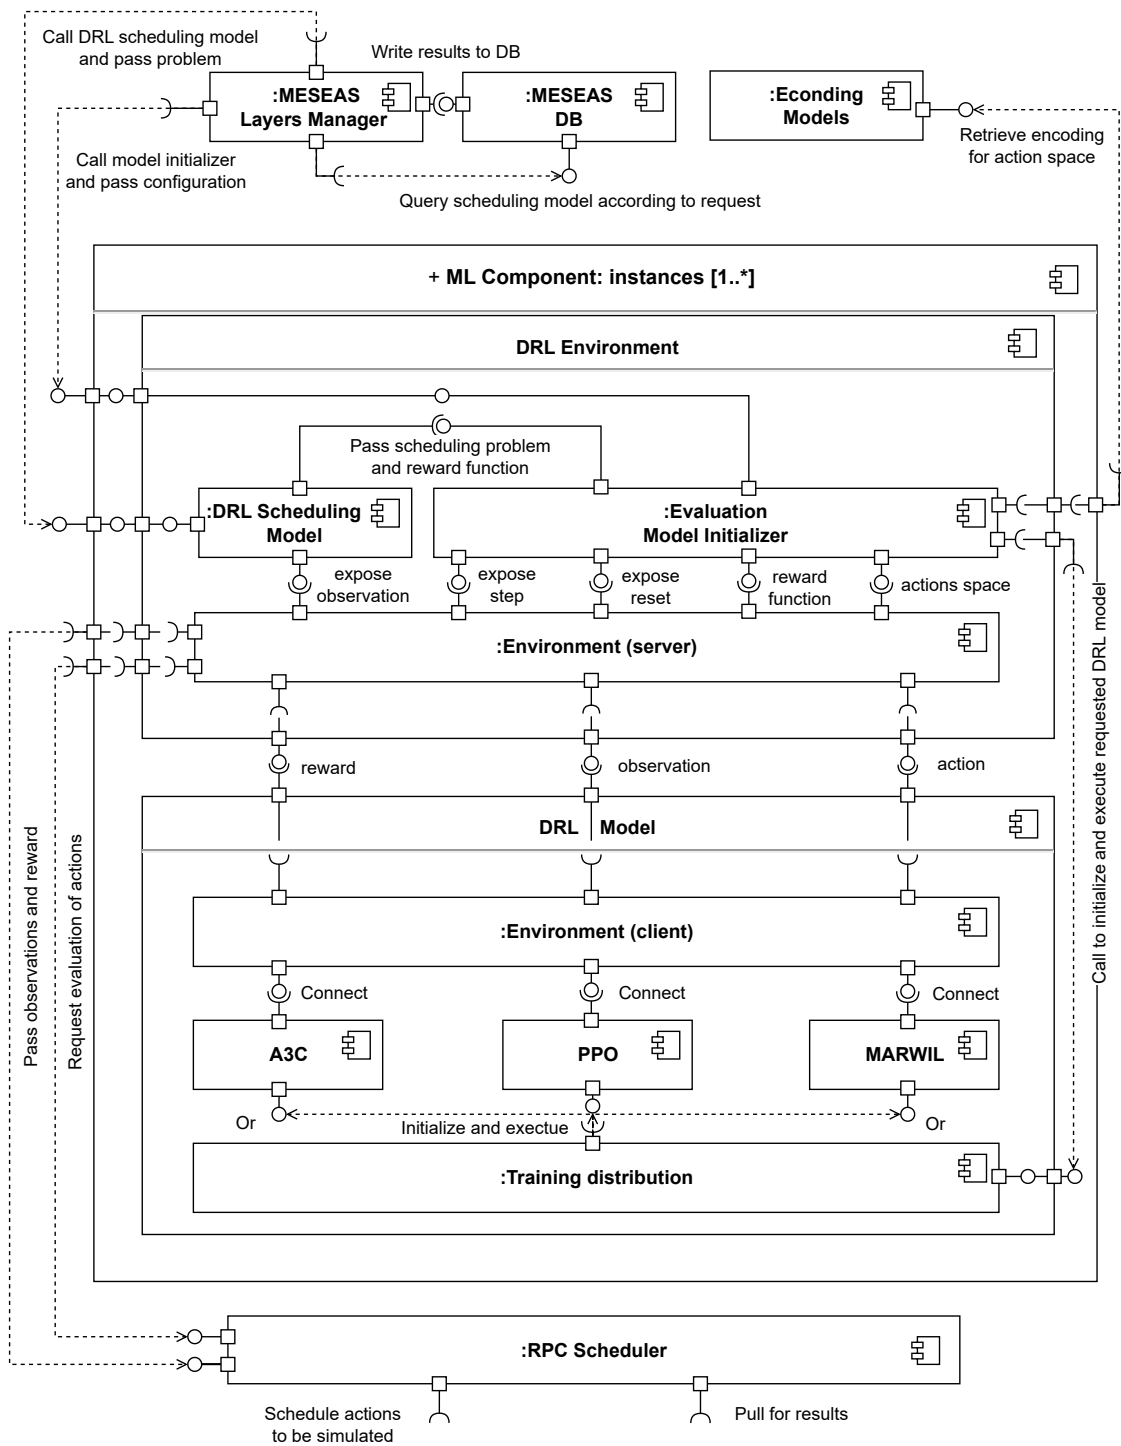 Call DRL scheduling model
and pass problem
Write results to DB
:MESEAS
Layers Manager
:MESEAS
DB
:Econding
Models
Retrieve encoding
for action space
Call model initializer
and pass configuration
Query scheduling model according to request
+ ML Component: instances [1..*]
DRL Environment
Pass scheduling problem
and reward function
:DRL Scheduling
Model
:Evaluation
Model Initializer
expose
observation
expose
step
expose
reset
reward
function
actions space
:Environment (server)
reward
observation
action
DRL Model
:Environment (client)
Connect
Connect
Connect
A3C
PPO
MARWIL
Or
Initialize and exectue
Or
:Training distribution
Call to initialize and execute requested DRL model
Pass observations and reward
Request evaluation of actions
:RPC Scheduler
Schedule actions
to be simulated
Pull for results